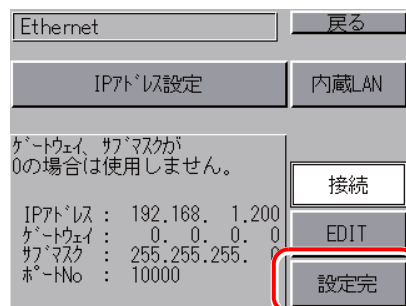 Ethernet
戻る
IPｱﾄﾞﾚｽ設定
内蔵LAN
ｹﾞｰﾄｳｪｲ、ｻﾌﾞﾏｽｸが
0の場合は使用しません。
接続
IPｱﾄﾞﾚｽ : 192.168. 1.200
ｹﾞｰﾄｳｪｲ : 0. 0. 0. 0
ｻﾌﾞﾏｽｸ : 255.255.255. 0
ﾎﾟｰﾄNo : 10000
EDIT
設定完